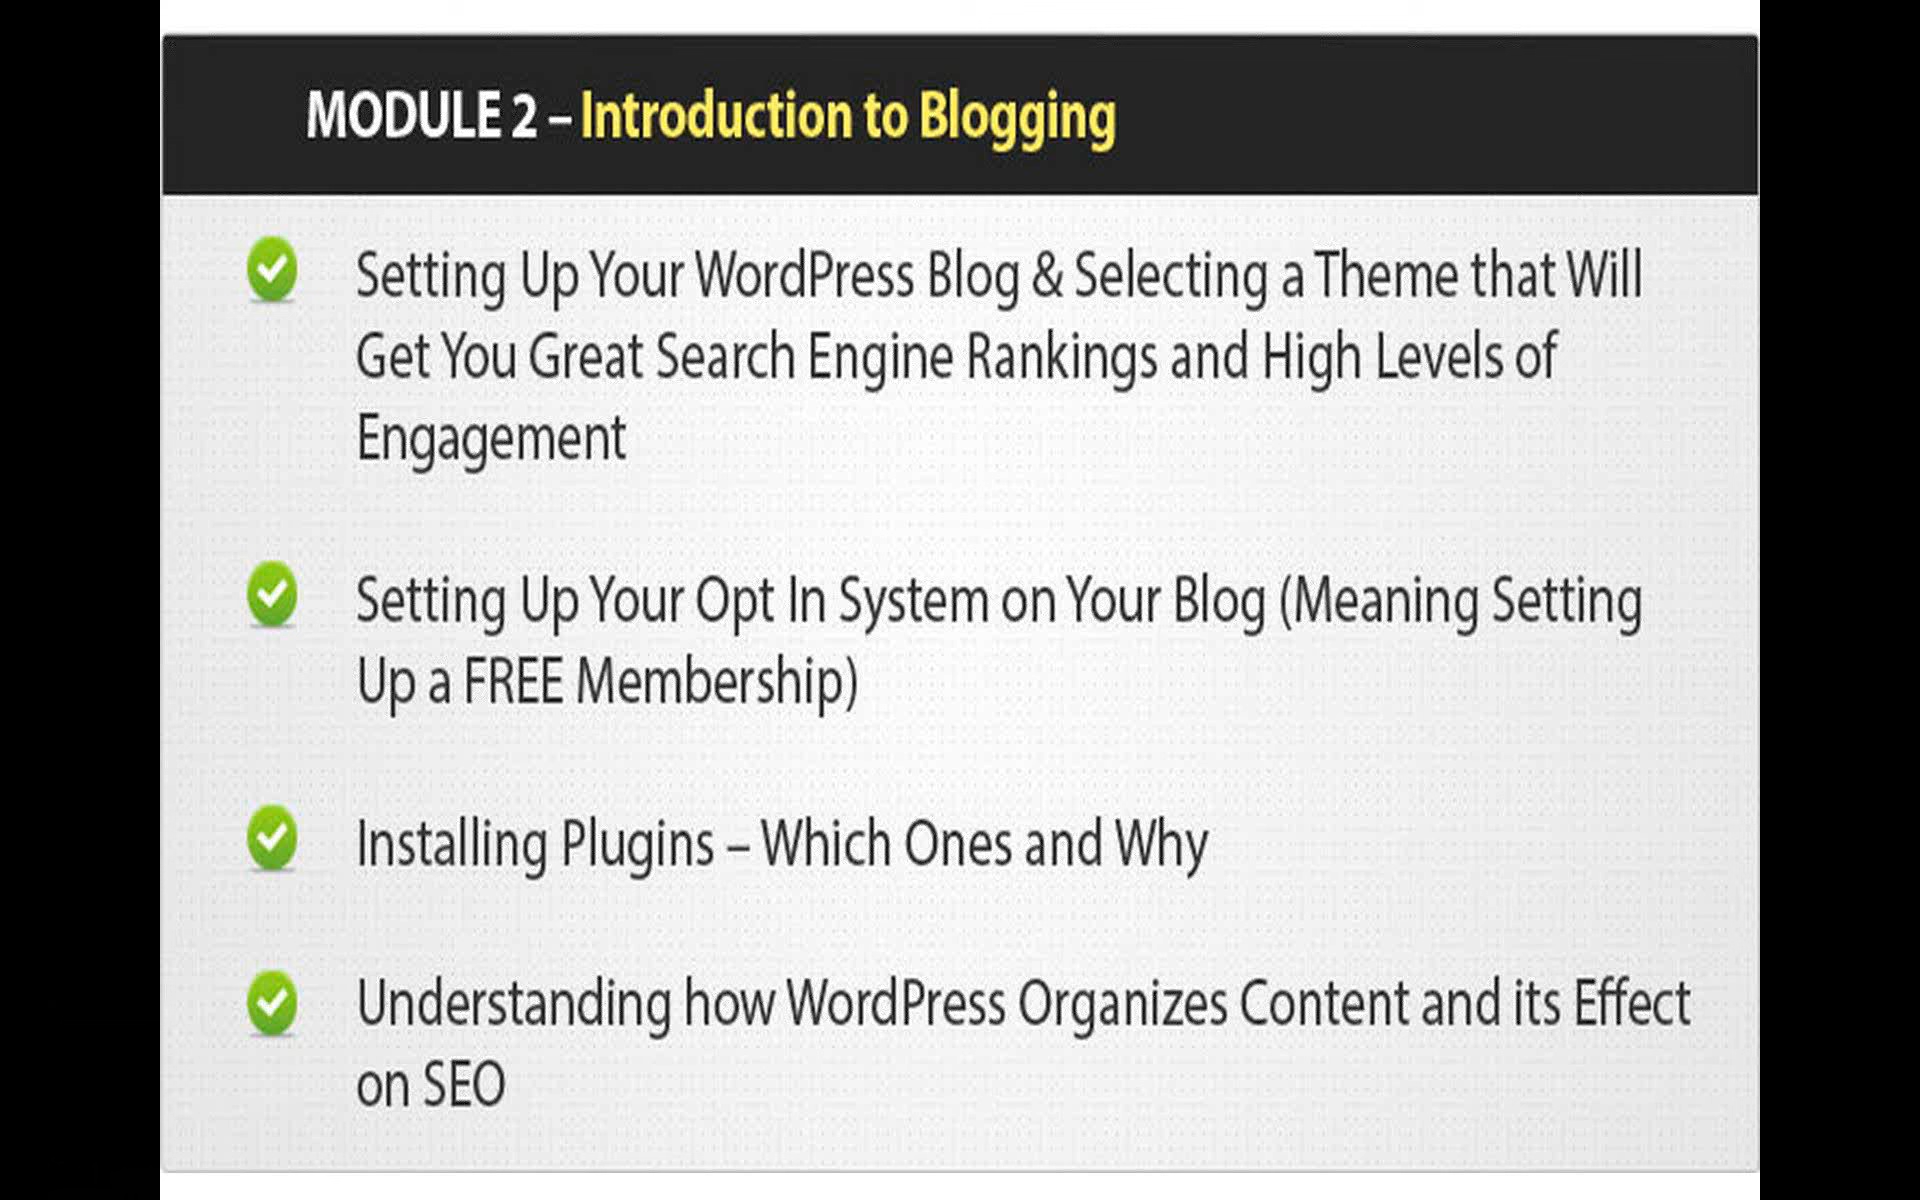 MODULE 2 – Introduction to Blogging
Setting Up Your WordPress Blog & Selecting a Theme that Will
Get You Great Search Engine Rankings and High Levels of
Engagement
Setting Up Your Opt In System on Your Blog (Meaning Setting
Up a FREE Membership)
Installing Plugins – Which Ones and Why
Understanding how WordPress Organizes Content and its Effect
on SEO